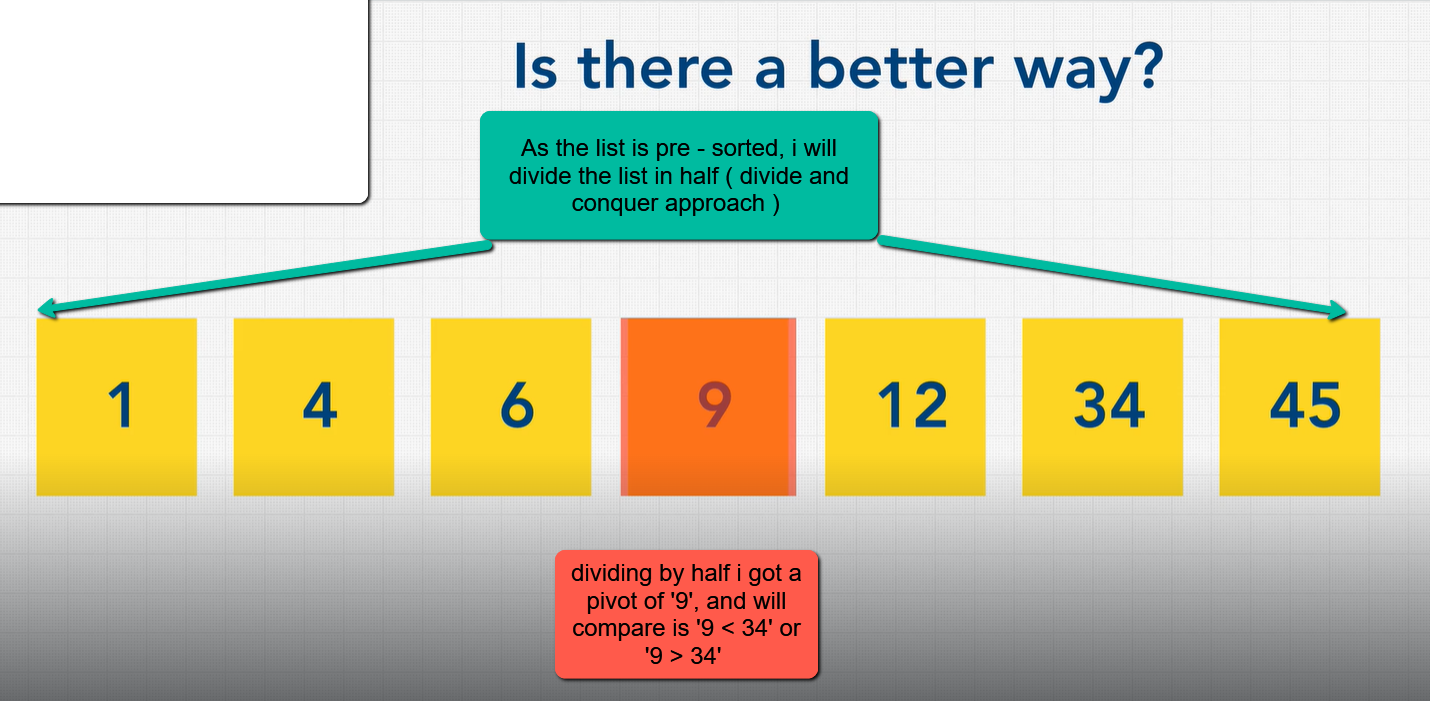 Is there a better way?
As the list is pre - sorted, i will
divide the list in half ( divide and
conquer approach )
1 4 6 9 12 34 45
dividing by half i got a
pivot of '9', and will
compare is '9 < 34' or
'9 > 34'